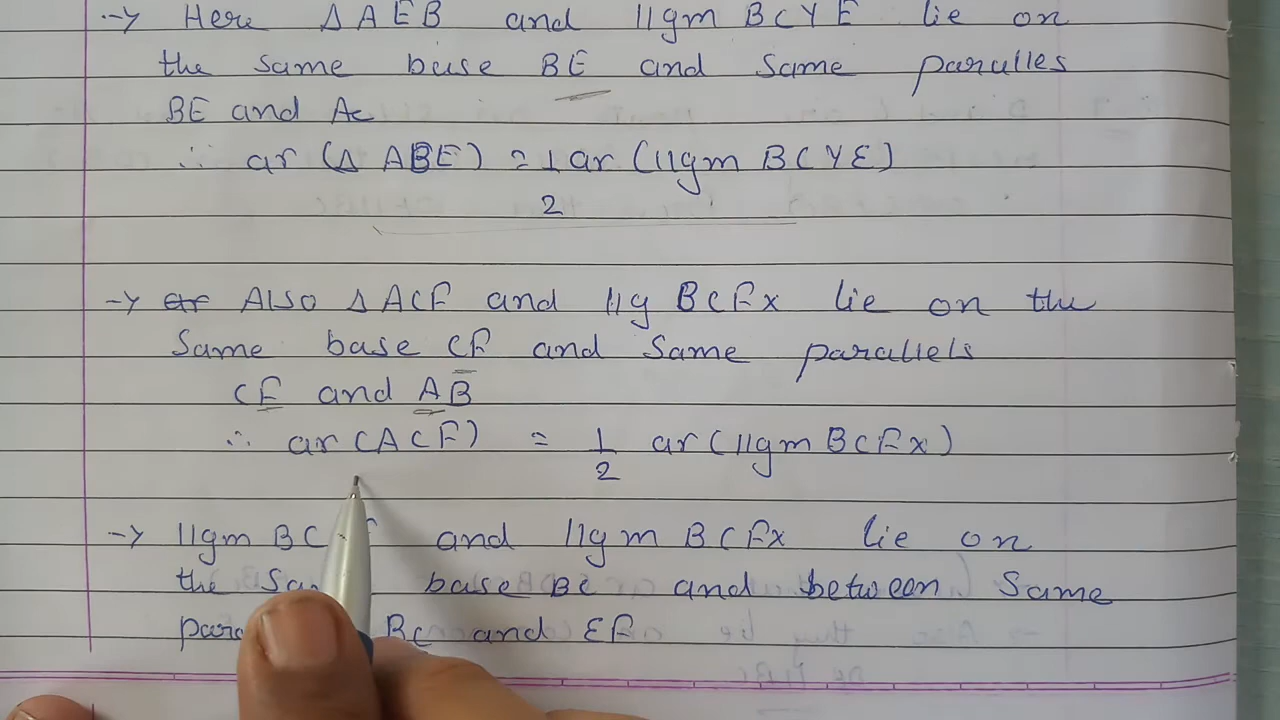 → Here Δ AEB and ||gm BCYE lie on
the same base BE and same paralles
BE and AC
∴ ar (Δ ABE) = 1/2 ar (||gm BCYE)
→ ar Also Δ ACF and ||g BCFX lie on the
same base CF and same parallels
CF and AB
∴ ar (ACF) = 1/2 ar (||gm BCFX)
→ ||gm BC and ||gm BCFX lie on
the base BC and between same
BC and EF